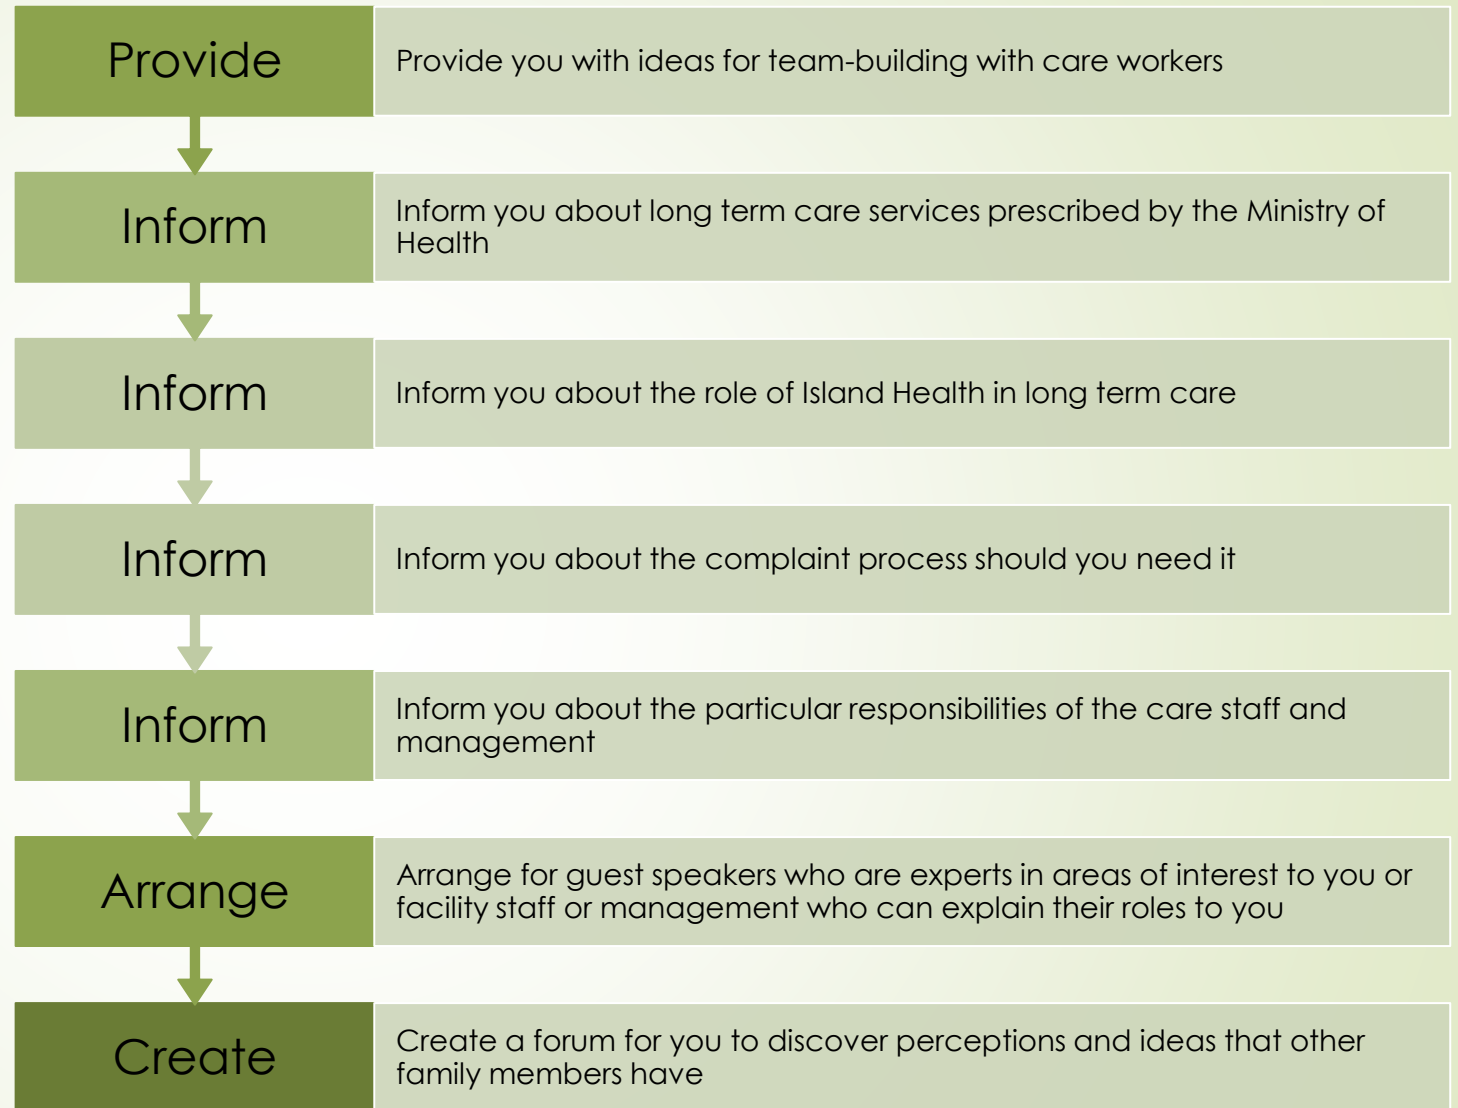 Provide
Provide you with ideas for team-building with care workers
Inform
Inform you about long term care services prescribed by the Ministry of
Health
Inform
Inform you about the role of Island Health in long term care
Inform
Inform you about the complaint process should you need it
Inform
Inform you about the particular responsibilities of the care staff and
management
Arrange
Arrange for guest speakers who are experts in areas of interest to you or
facility staff or management who can explain their roles to you
Create
Create a forum for you to discover perceptions and ideas that other
family members have